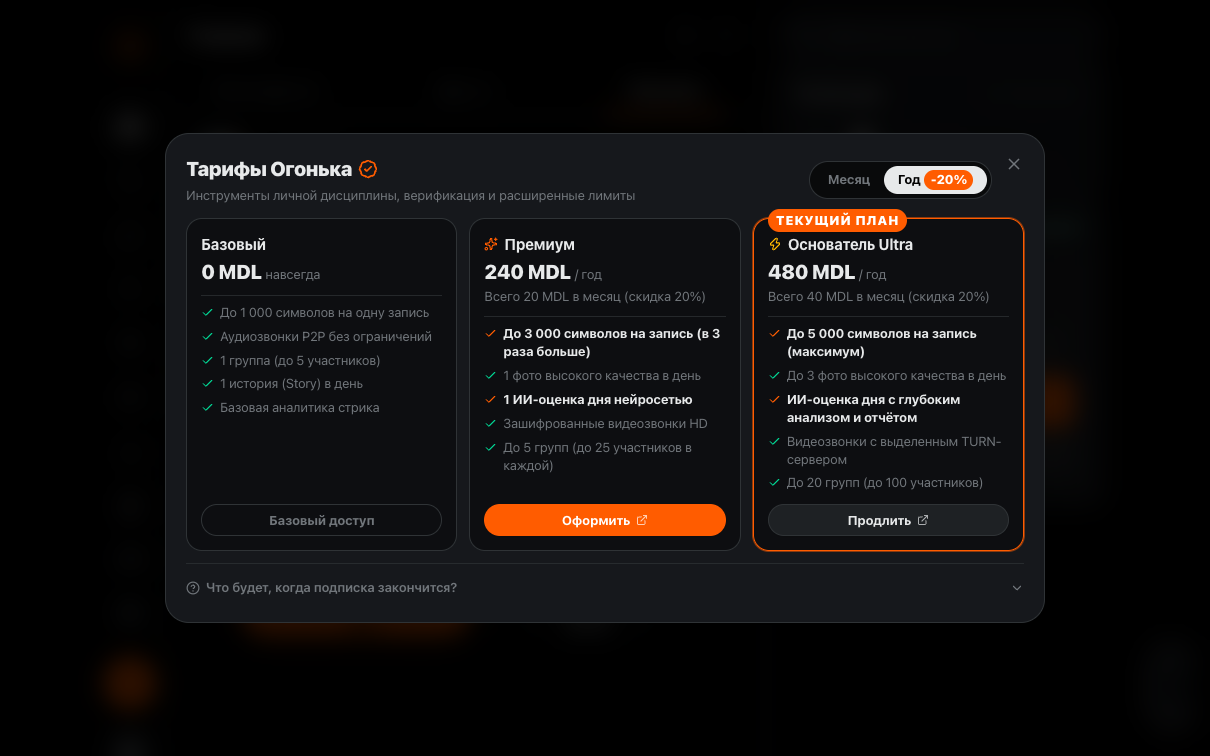 Тарифы Огонька
Инструменты личной дисциплины, верификация и расширенные лимиты
Месяц
Год -20%
Базовый
0 MDL навсегда
До 1 000 символов на одну запись
Аудиозвонки P2P без ограничений
1 группа (до 5 участников)
1 история (Story) в день
Базовая аналитика стрика
Базовый доступ
Премиум
240 MDL / год
Всего 20 MDL в месяц (скидка 20%)
До 3 000 символов на запись (в 3
раза больше)
1 фото высокого качества в день
1 ИИ-оценка дня нейросетью
Зашифрованные видеозвонки HD
До 5 групп (до 25 участников в
каждой)
Оформить
ТЕКУЩИЙ ПЛАН
Основатель Ultra
480 MDL / год
Всего 40 MDL в месяц (скидка 20%)
До 5 000 символов на запись
(максимум)
До 3 фото высокого качества в день
ИИ-оценка дня с глубоким
анализом и отчётом
Видеозвонки с выделенным TURN-
сервером
До 20 групп (до 100 участников)
Продлить
Что будет, когда подписка закончится?